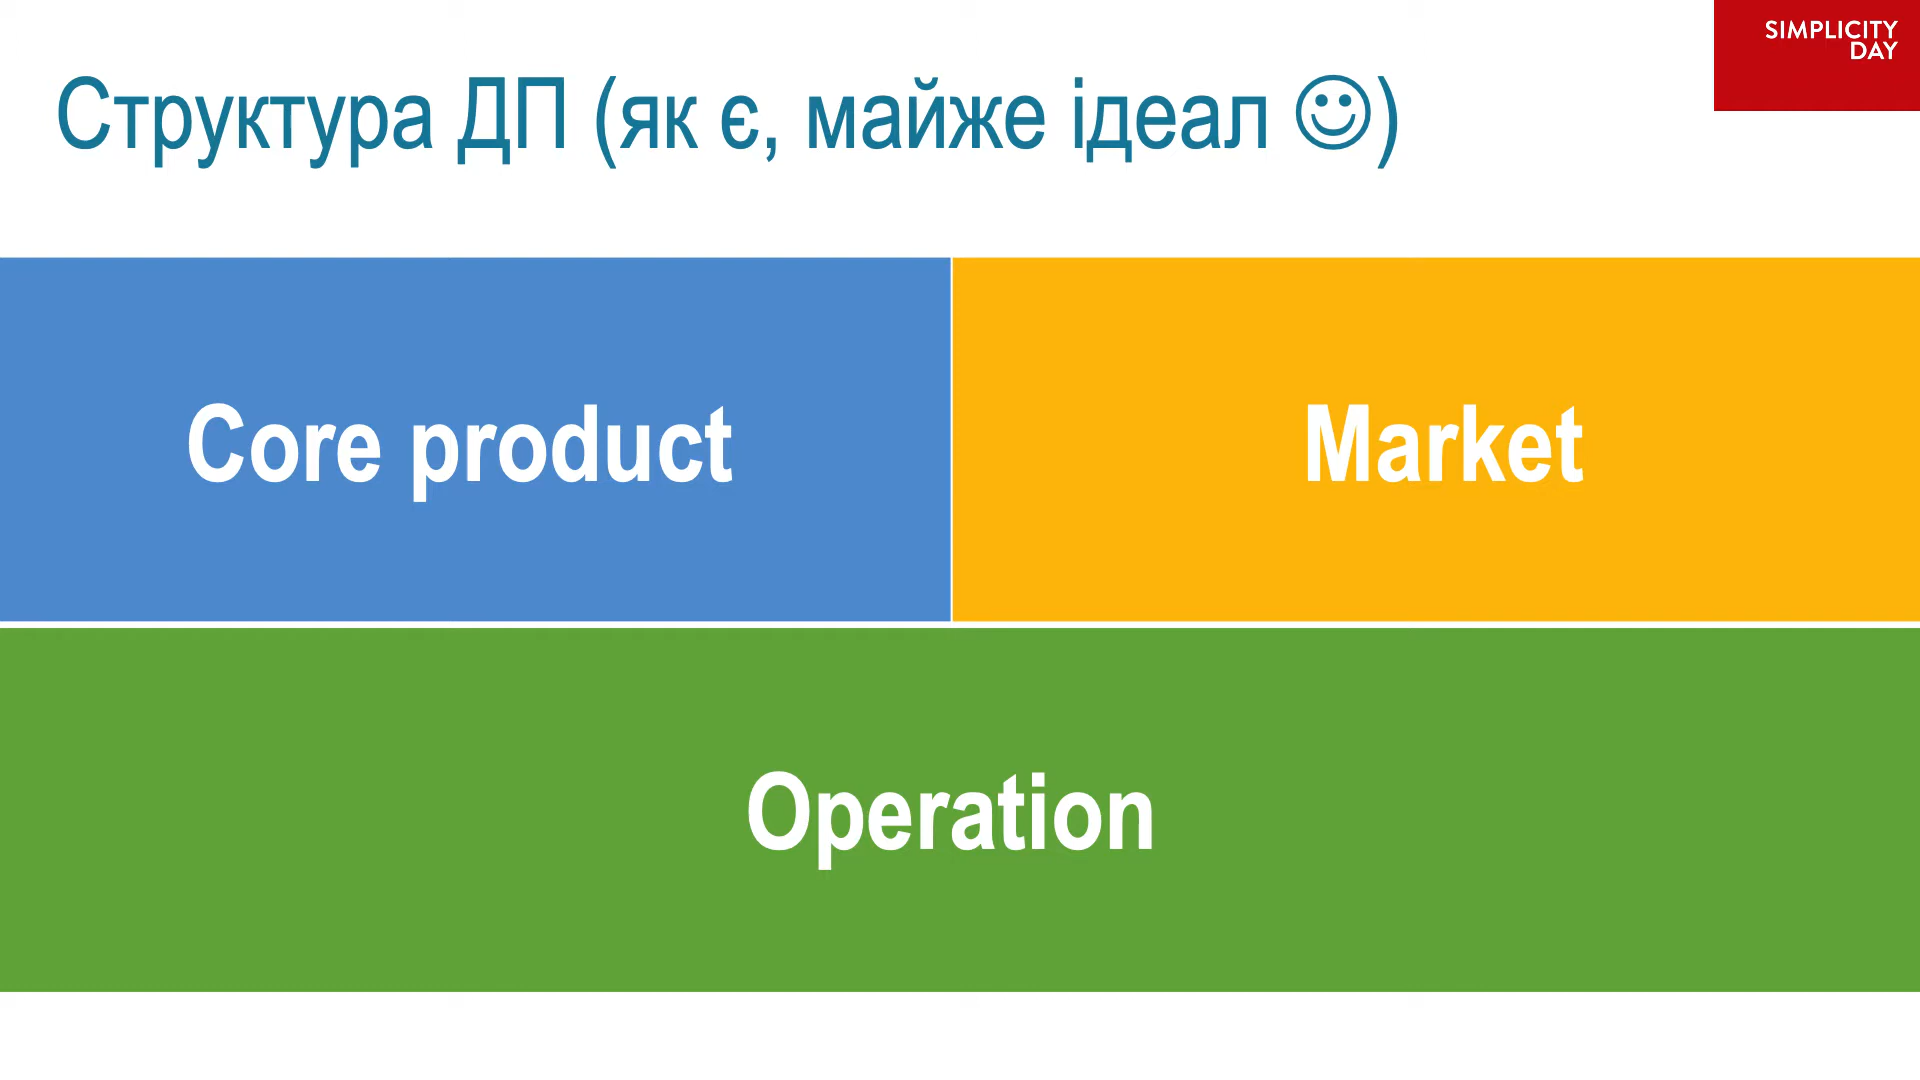 SIMPLICITY
DAY
Структура ДП (як є, майже ідеал ☺)
Core product
Market
Operation